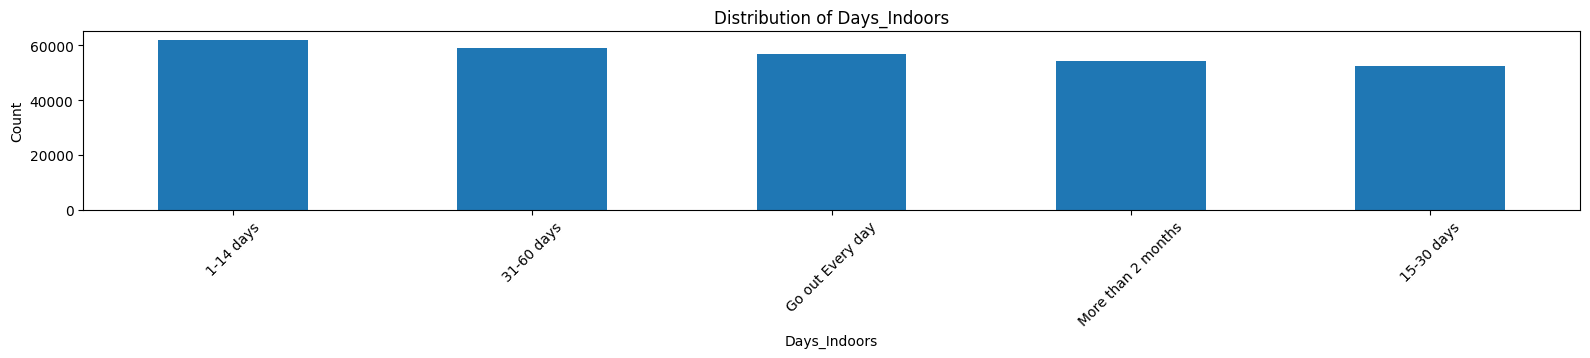 Distribution of Days_Indoors
Count
60000
40000
20000
0
1-14 days
31-60 days
Go out Every day
More than 2 months
15-30 days
Days_Indoors